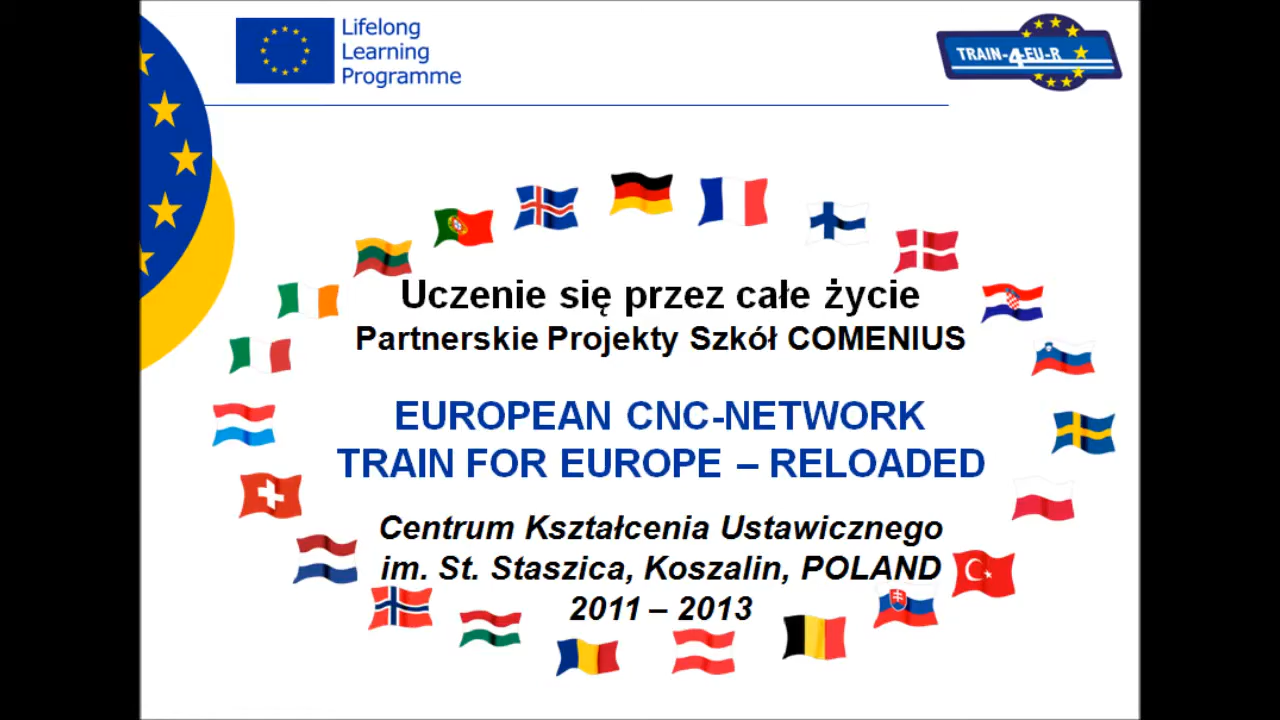 Lifelong
Learning
Programme
TRAIN-4-EU-R
Uczenie się przez całe życie
Partnerskie Projekty Szkół COMENIUS
EUROPEAN CNC-NETWORK
TRAIN FOR EUROPE – RELOADED
Centrum Kształcenia Ustawicznego
im. St. Staszica, Koszalin, POLAND
2011 – 2013